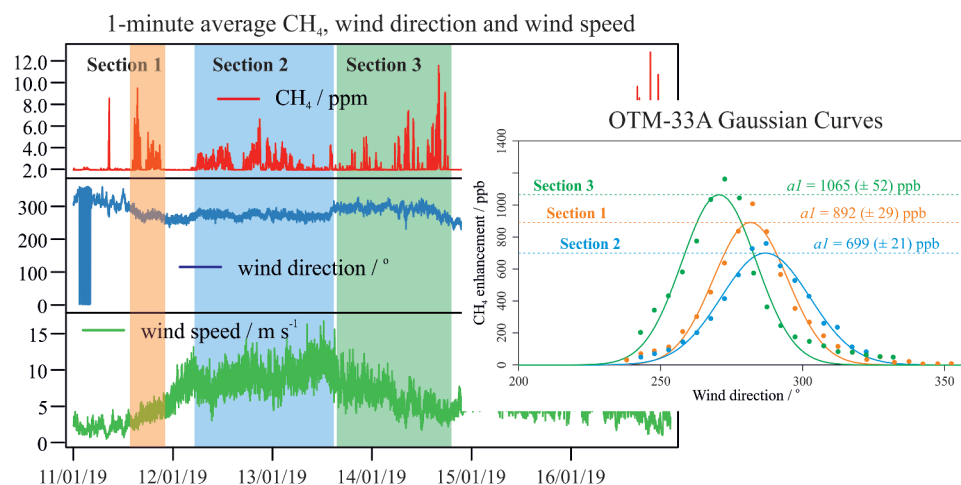 1-minute average CH₄, wind direction and wind speed
12.0
10.0
8.0
6.0
4.0
2.0
Section 1
Section 2
Section 3
CH₄ / ppm
300
200
100
0
wind direction / °
15
10
5
0
wind speed / m s⁻¹
11/01/19
12/01/19
13/01/19
14/01/19
15/01/19
16/01/19
OTM-33A Gaussian Curves
CH₄ enhancement / ppb
1400
1200
1000
800
600
400
200
0
Section 3
a1 = 1065 (± 52) ppb
Section 1
a1 = 892 (± 29) ppb
Section 2
a1 = 699 (± 21) ppb
200
250
300
350
Wind direction / °